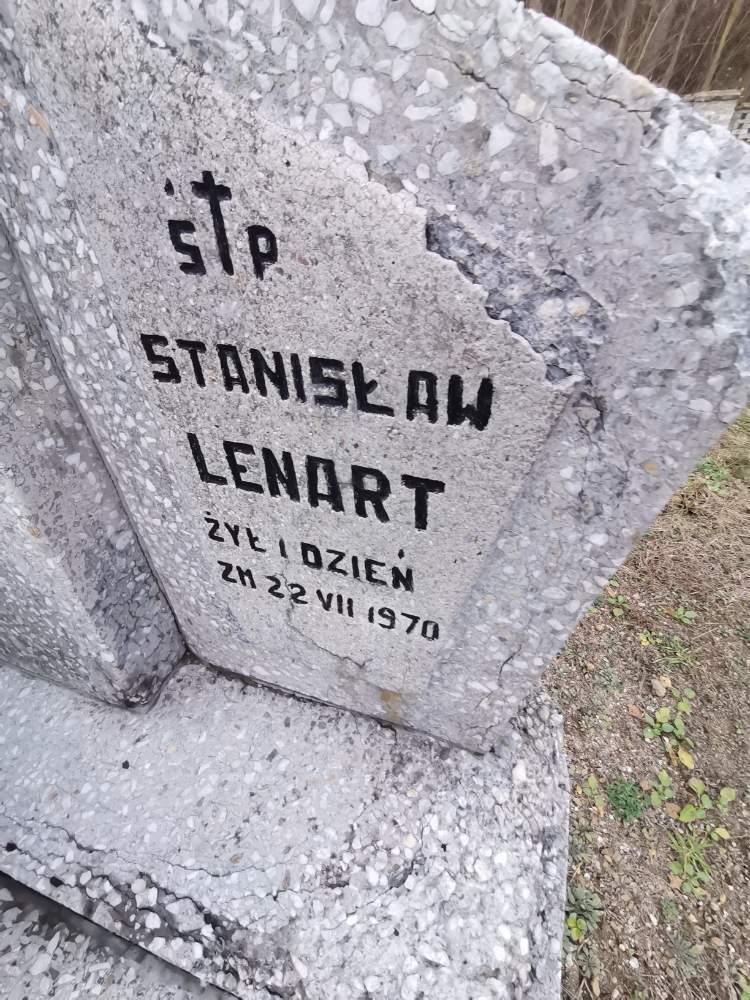 Ś†P
STANISŁAW
LENART
ŻYŁ 1 DZIEŃ
ZM 22 VII 1970